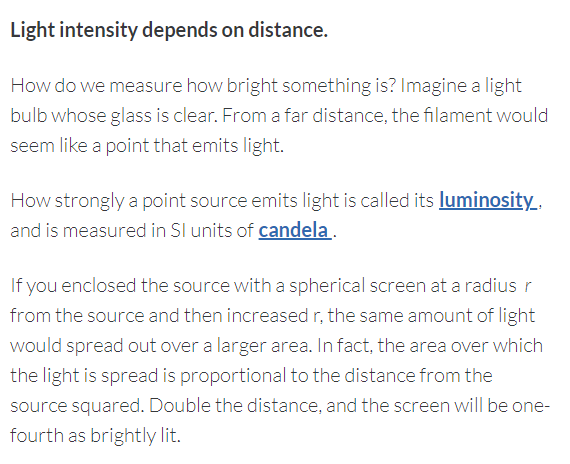 Light intensity depends on distance.
How do we measure how bright something is? Imagine a light
bulb whose glass is clear. From a far distance, the filament would
seem like a point that emits light.
How strongly a point source emits light is called its luminosity ,
and is measured in SI units of candela .
If you enclosed the source with a spherical screen at a radius r
from the source and then increased r, the same amount of light
would spread out over a larger area. In fact, the area over which
the light is spread is proportional to the distance from the
source squared. Double the distance, and the screen will be one-
fourth as brightly lit.